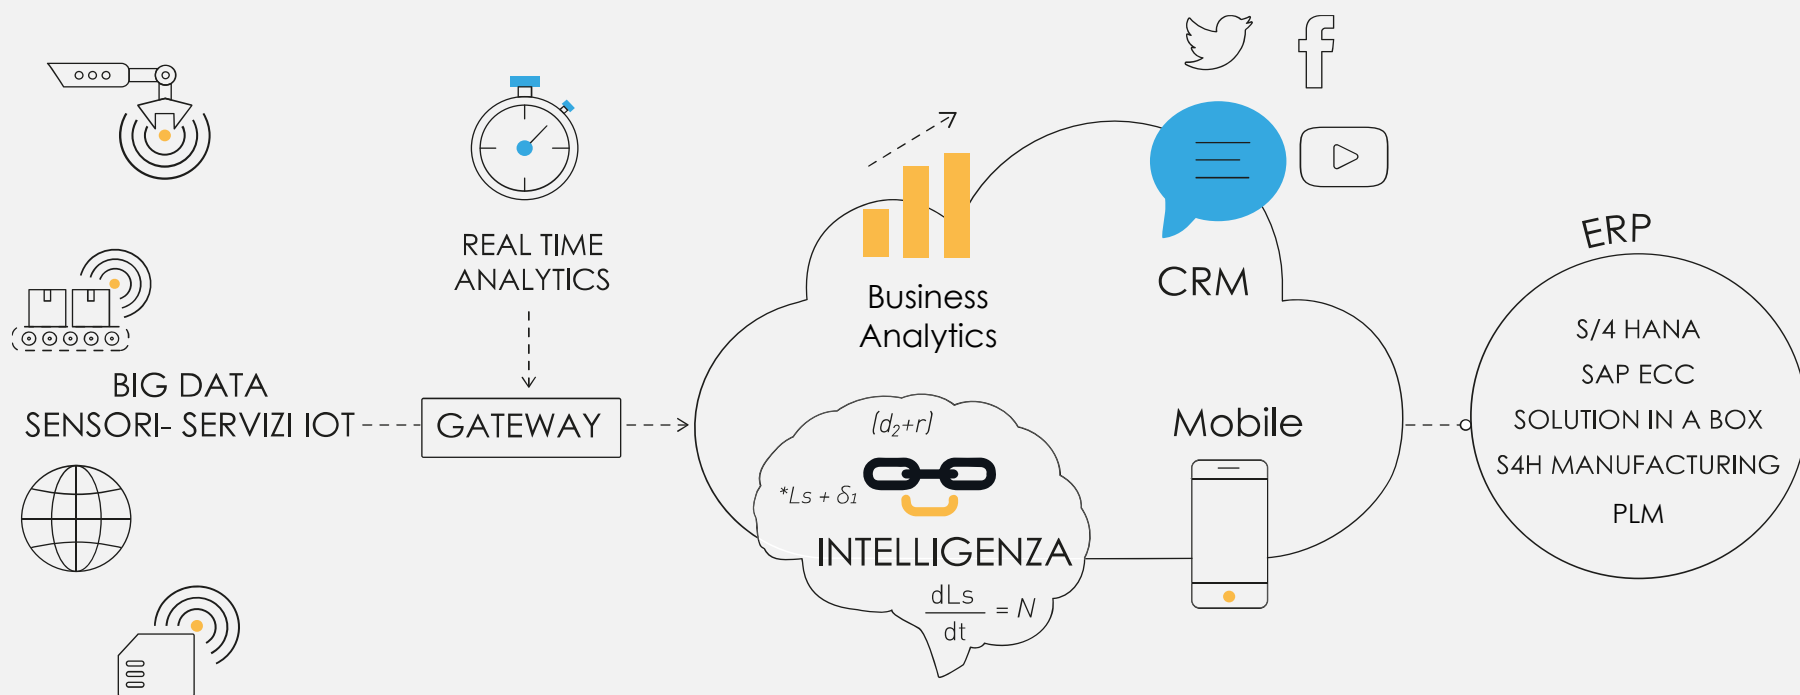 REAL TIME
ANALYTICS
BIG DATA
SENSORI- SERVIZI IOT
GATEWAY
Business
Analytics
CRM
Mobile
(d₂+r)
*Ls + δ1
INTELLIGENZA
dLs
dt
= N
ERP
S/4 HANA
SAP ECC
SOLUTION IN A BOX
S4H MANUFACTURING
PLM